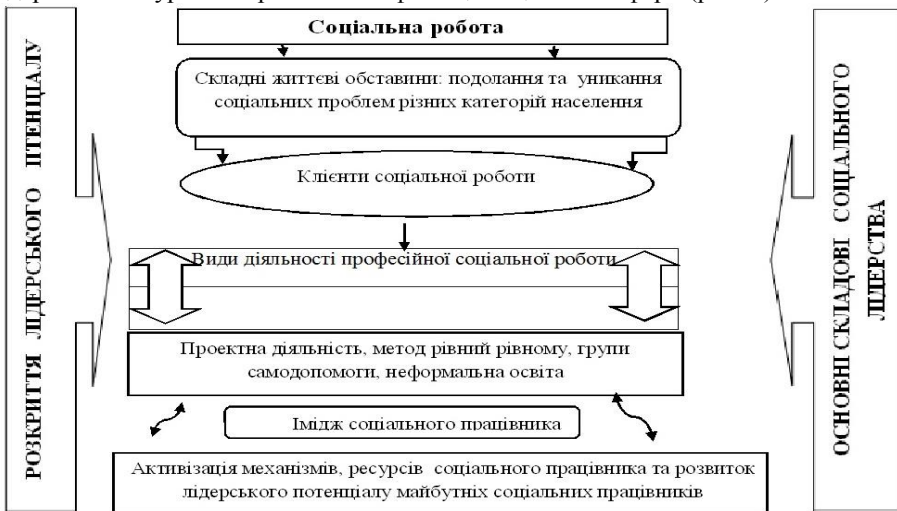 Соціальна робота
Складні життєві обставини: подолання та уникання
соціальних проблем різних категорій населення
Клієнти соціальної роботи
Види діяльності професійної соціальної роботи
Проектна діяльність, метод рівний рівному, групи
самодопомоги, неформальна освіта
Імідж соціального працівника
Активізація механізмів, ресурсів соціального працівника та розвиток
лідерського потенціалу майбутніх соціальних працівників
РОЗКРИТТЯ ЛІДЕРСЬКОГО ПТЕНЦІАЛУ
ОСНОВНІ СКЛАДОВІ СОЦІАЛЬНОГО
ЛІДЕРСТВА